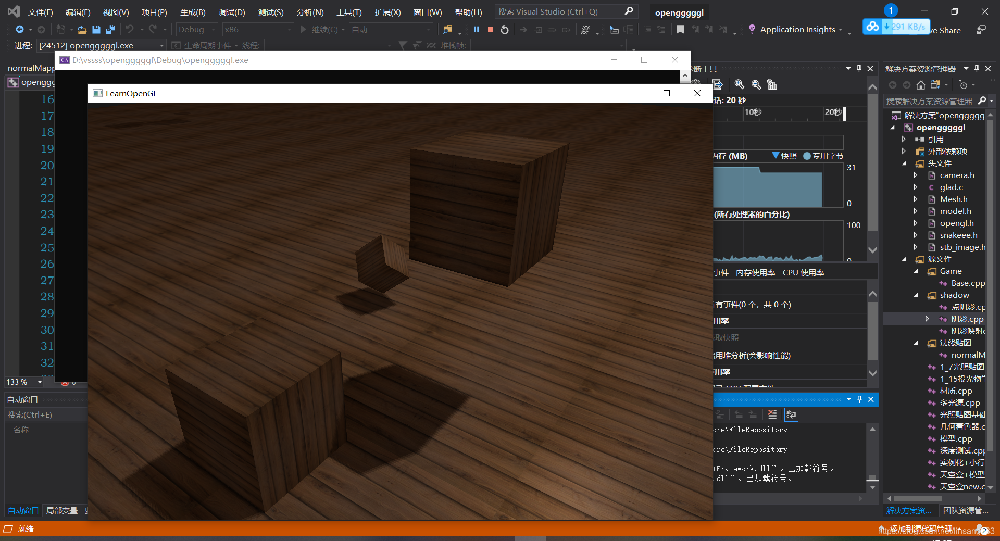 文件(F) 编辑(E) 视图(V) 项目(P) 生成(B) 调试(D) 测试(S) 分析(N) 工具(T) 扩展(X) 窗口(W) 帮助(H) 搜索 Visual Studio (Ctrl+Q) opengggggl 1
Debug x86 继续(C) 自动 Application Insights 291 KB/s ve Share
进程: [24512] opengggggl.exe 生命周期事件 线程: 堆栈帧:
D:\vssss\opengggggl\Debug\opengggggl.exe
normalMapp
openggg
LearnOpenGL
16
17
18
19
20
21
22
23
24
25
26
27
28
29
30
31
32
133 %
0
自动窗口
搜索(Ctrl+E)
名称
自动窗口 局部变量
断工具
话: 20 秒
10秒 20秒
内存 (MB) 快照 专用字节
31
0
(所有处理器的百分比)
100
0
事件 内存使用率 CPU 使用率
所有事件(0 个，共 0 个)
用率
截取快照
启用堆分析(会影响性能)
使用率
ore\FileRepository
ore\FileRepository
tFramework.dll”。已加载符号。
.dll”。已加载符号。
解决方案资源管理器
搜索解决方案资源管理器
解决方案"openggggg
opengggggl
引用
外部依赖项
头文件
camera.h
glad.c
Mesh.h
model.h
opengl.h
snakeee.h
stb_image.h
源文件
Game
Base.cpp
shadow
点阴影.cp
阴影.cpp
阴影映射c
法线贴图
normalM
1_7光照贴图
1_15投光物学
材质.cpp
多光源.cpp
光照贴图基础
几何着色器.c
模型.cpp
深度测试.cpp
实例化+小行
天空盒+模型
天空盒new.c
解决方案资... 团队资源管...
就绪
添加到源代码管理 2